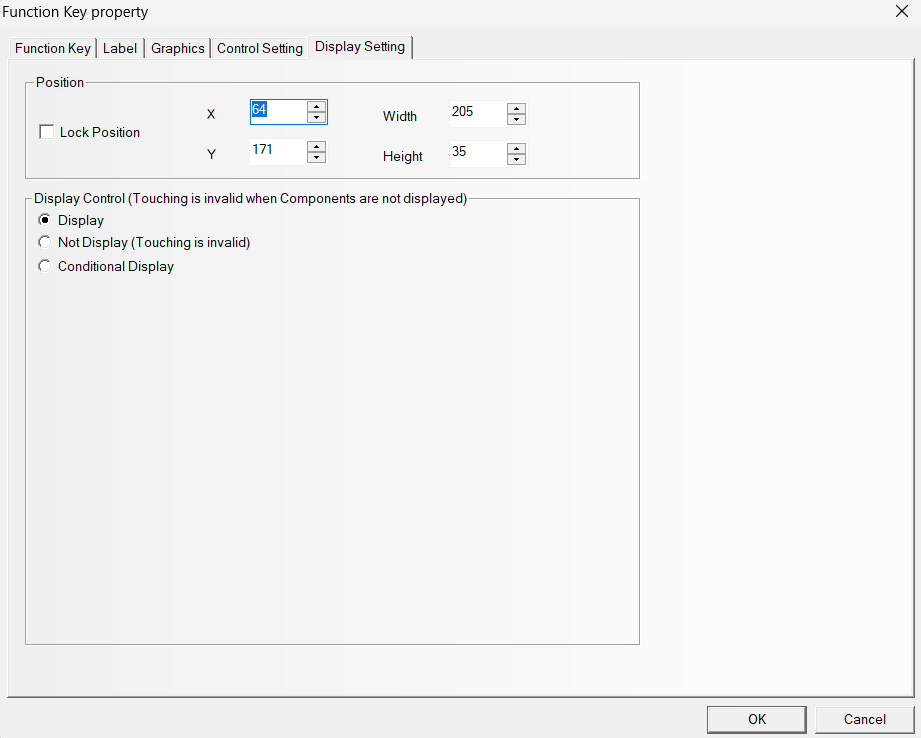 Function Key property
Function Key Label Graphics Control Setting Display Setting
Position
Lock Position
X 64
Width 205
Y 171
Height 35
Display Control (Touching is invalid when Components are not displayed)
Display
Not Display (Touching is invalid)
Conditional Display
OK Cancel